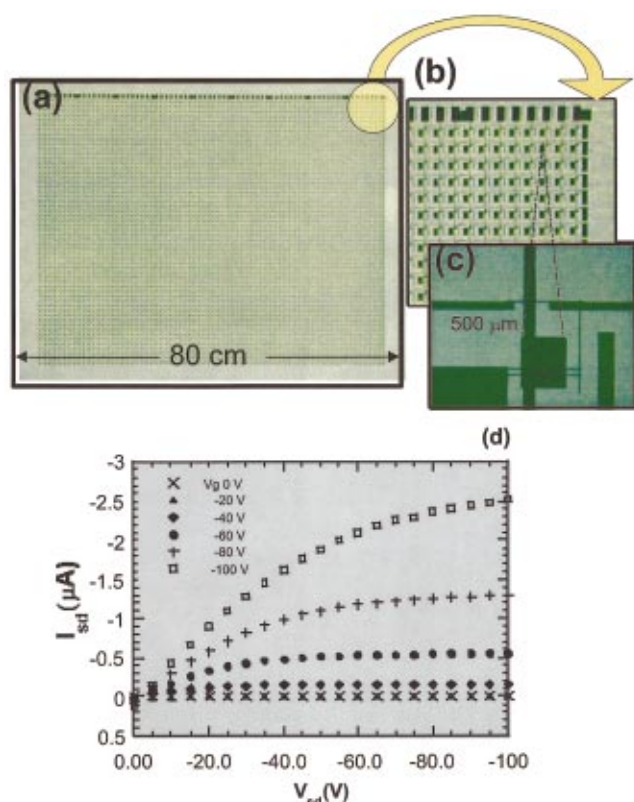 (a)
(b)
(c)
80 cm
500 μm
(d)
Vg 0 V
-20 V
-40 V
-60 V
-80 V
-100 V
-3
-2.5
-2
-1.5
-1
-0.5
0
0.5
Isd(μA)
0.00
-20.0
-40.0
-60.0
-80.0
-100
Vsd(V)